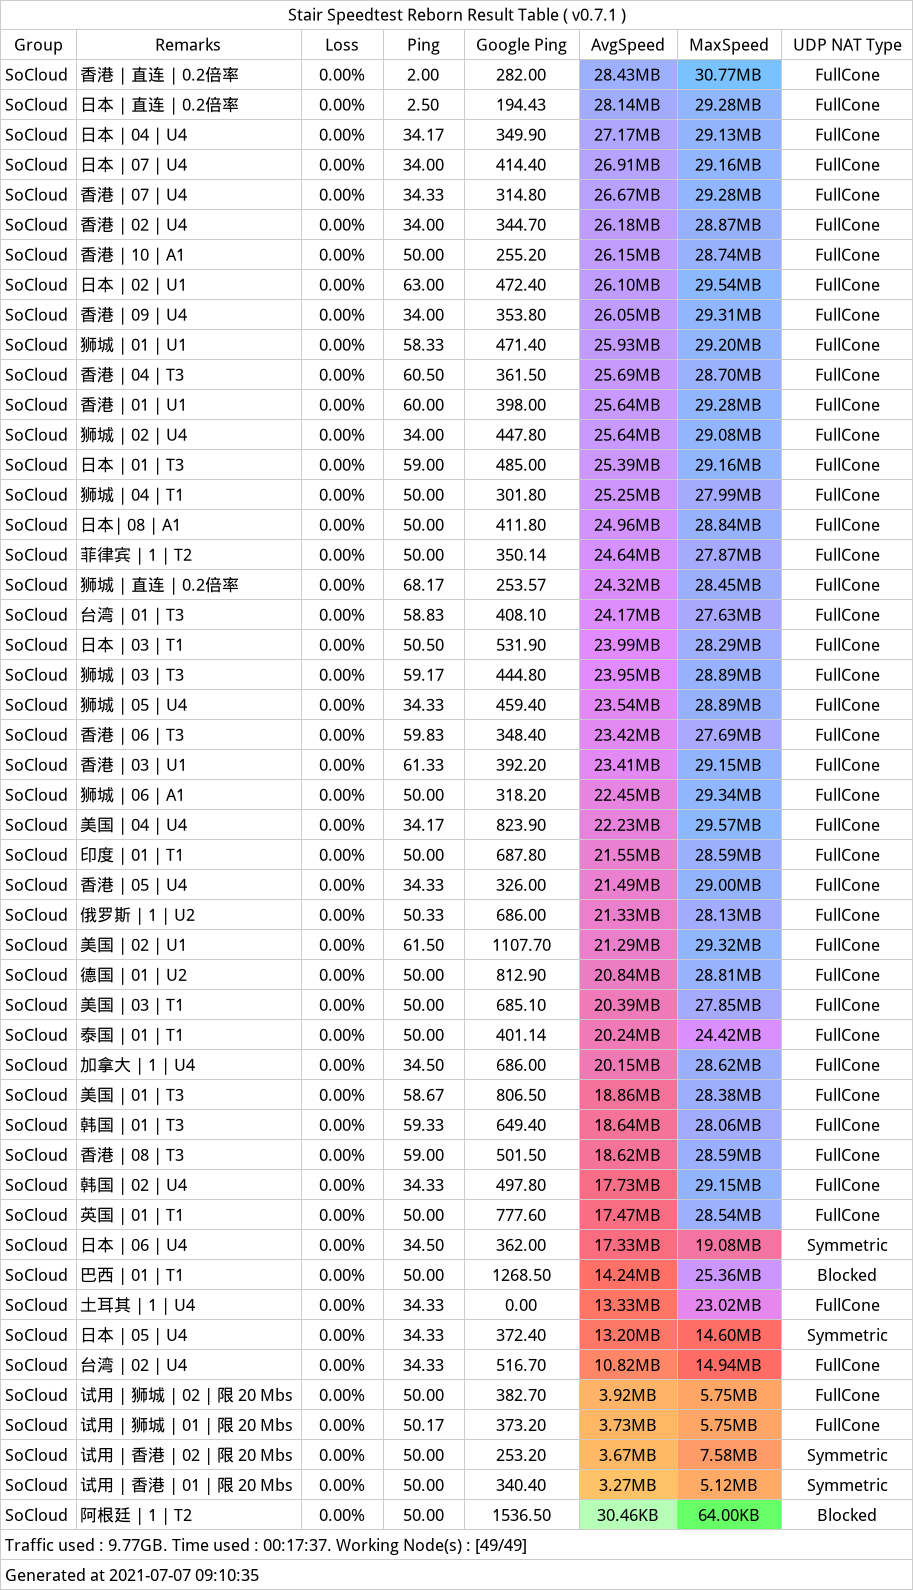 Stair Speedtest Reborn Result Table ( v0.7.1 )
Group Remarks Loss Ping Google Ping AvgSpeed MaxSpeed UDP NAT Type
SoCloud 香港 | 直连 | 0.2倍率 0.00% 2.00 282.00 28.43MB 30.77MB FullCone
SoCloud 日本 | 直连 | 0.2倍率 0.00% 2.50 194.43 28.14MB 29.28MB FullCone
SoCloud 日本 | 04 | U4 0.00% 34.17 349.90 27.17MB 29.13MB FullCone
SoCloud 日本 | 07 | U4 0.00% 34.00 414.40 26.91MB 29.16MB FullCone
SoCloud 香港 | 07 | U4 0.00% 34.33 314.80 26.67MB 29.28MB FullCone
SoCloud 香港 | 02 | U4 0.00% 34.00 344.70 26.18MB 28.87MB FullCone
SoCloud 香港 | 10 | A1 0.00% 50.00 255.20 26.15MB 28.74MB FullCone
SoCloud 日本 | 02 | U1 0.00% 63.00 472.40 26.10MB 29.54MB FullCone
SoCloud 香港 | 09 | U4 0.00% 34.00 353.80 26.05MB 29.31MB FullCone
SoCloud 狮城 | 01 | U1 0.00% 58.33 471.40 25.93MB 29.20MB FullCone
SoCloud 香港 | 04 | T3 0.00% 60.50 361.50 25.69MB 28.70MB FullCone
SoCloud 香港 | 01 | U1 0.00% 60.00 398.00 25.64MB 29.28MB FullCone
SoCloud 狮城 | 02 | U4 0.00% 34.00 447.80 25.64MB 29.08MB FullCone
SoCloud 日本 | 01 | T3 0.00% 59.00 485.00 25.39MB 29.16MB FullCone
SoCloud 狮城 | 04 | T1 0.00% 50.00 301.80 25.25MB 27.99MB FullCone
SoCloud 日本| 08 | A1 0.00% 50.00 411.80 24.96MB 28.84MB FullCone
SoCloud 菲律宾 | 1 | T2 0.00% 50.00 350.14 24.64MB 27.87MB FullCone
SoCloud 狮城 | 直连 | 0.2倍率 0.00% 68.17 253.57 24.32MB 28.45MB FullCone
SoCloud 台湾 | 01 | T3 0.00% 58.83 408.10 24.17MB 27.63MB FullCone
SoCloud 日本 | 03 | T1 0.00% 50.50 531.90 23.99MB 28.29MB FullCone
SoCloud 狮城 | 03 | T3 0.00% 59.17 444.80 23.95MB 28.89MB FullCone
SoCloud 狮城 | 05 | U4 0.00% 34.33 459.40 23.54MB 28.89MB FullCone
SoCloud 香港 | 06 | T3 0.00% 59.83 348.40 23.42MB 27.69MB FullCone
SoCloud 香港 | 03 | U1 0.00% 61.33 392.20 23.41MB 29.15MB FullCone
SoCloud 狮城 | 06 | A1 0.00% 50.00 318.20 22.45MB 29.34MB FullCone
SoCloud 美国 | 04 | U4 0.00% 34.17 823.90 22.23MB 29.57MB FullCone
SoCloud 印度 | 01 | T1 0.00% 50.00 687.80 21.55MB 28.59MB FullCone
SoCloud 香港 | 05 | U4 0.00% 34.33 326.00 21.49MB 29.00MB FullCone
SoCloud 俄罗斯 | 1 | U2 0.00% 50.33 686.00 21.33MB 28.13MB FullCone
SoCloud 美国 | 02 | U1 0.00% 61.50 1107.70 21.29MB 29.32MB FullCone
SoCloud 德国 | 01 | U2 0.00% 50.00 812.90 20.84MB 28.81MB FullCone
SoCloud 美国 | 03 | T1 0.00% 50.00 685.10 20.39MB 27.85MB FullCone
SoCloud 泰国 | 01 | T1 0.00% 50.00 401.14 20.24MB 24.42MB FullCone
SoCloud 加拿大 | 1 | U4 0.00% 34.50 686.00 20.15MB 28.62MB FullCone
SoCloud 美国 | 01 | T3 0.00% 58.67 806.50 18.86MB 28.38MB FullCone
SoCloud 韩国 | 01 | T3 0.00% 59.33 649.40 18.64MB 28.06MB FullCone
SoCloud 香港 | 08 | T3 0.00% 59.00 501.50 18.62MB 28.59MB FullCone
SoCloud 韩国 | 02 | U4 0.00% 34.33 497.80 17.73MB 29.15MB FullCone
SoCloud 英国 | 01 | T1 0.00% 50.00 777.60 17.47MB 28.54MB FullCone
SoCloud 日本 | 06 | U4 0.00% 34.50 362.00 17.33MB 19.08MB Symmetric
SoCloud 巴西 | 01 | T1 0.00% 50.00 1268.50 14.24MB 25.36MB Blocked
SoCloud 土耳其 | 1 | U4 0.00% 34.33 0.00 13.33MB 23.02MB FullCone
SoCloud 日本 | 05 | U4 0.00% 34.33 372.40 13.20MB 14.60MB Symmetric
SoCloud 台湾 | 02 | U4 0.00% 34.33 516.70 10.82MB 14.94MB FullCone
SoCloud 试用 | 狮城 | 02 | 限 20 Mbs 0.00% 50.00 382.70 3.92MB 5.75MB FullCone
SoCloud 试用 | 狮城 | 01 | 限 20 Mbs 0.00% 50.17 373.20 3.73MB 5.75MB FullCone
SoCloud 试用 | 香港 | 02 | 限 20 Mbs 0.00% 50.00 253.20 3.67MB 7.58MB Symmetric
SoCloud 试用 | 香港 | 01 | 限 20 Mbs 0.00% 50.00 340.40 3.27MB 5.12MB Symmetric
SoCloud 阿根廷 | 1 | T2 0.00% 50.00 1536.50 30.46KB 64.00KB Blocked
Traffic used : 9.77GB. Time used : 00:17:37. Working Node(s) : [49/49]
Generated at 2021-07-07 09:10:35